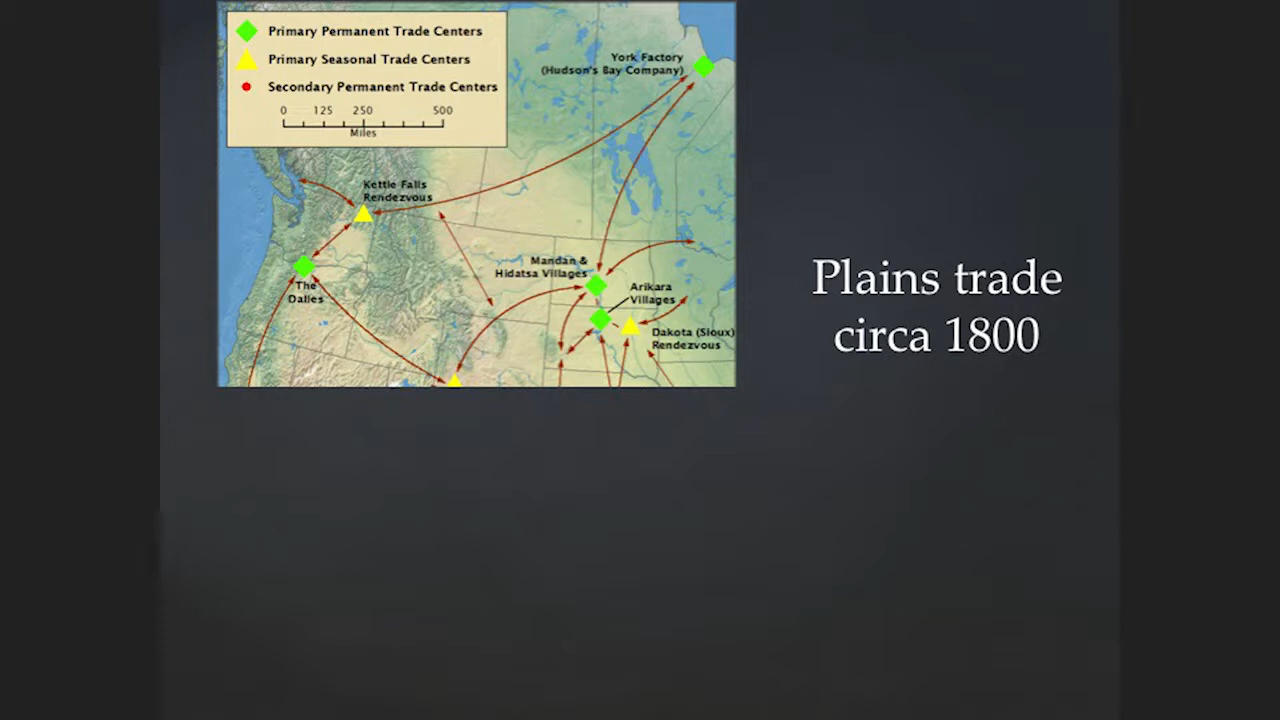 Primary Permanent Trade Centers
Primary Seasonal Trade Centers
Secondary Permanent Trade Centers
0 125 250 500
Miles
York Factory
(Hudson's Bay Company)
Kettle Falls
Rendezvous
Mandan &
Hidatsa Villages
The
Dalles
Arikara
Villages
Dakota (Sioux)
Rendezvous
Plains trade
circa 1800